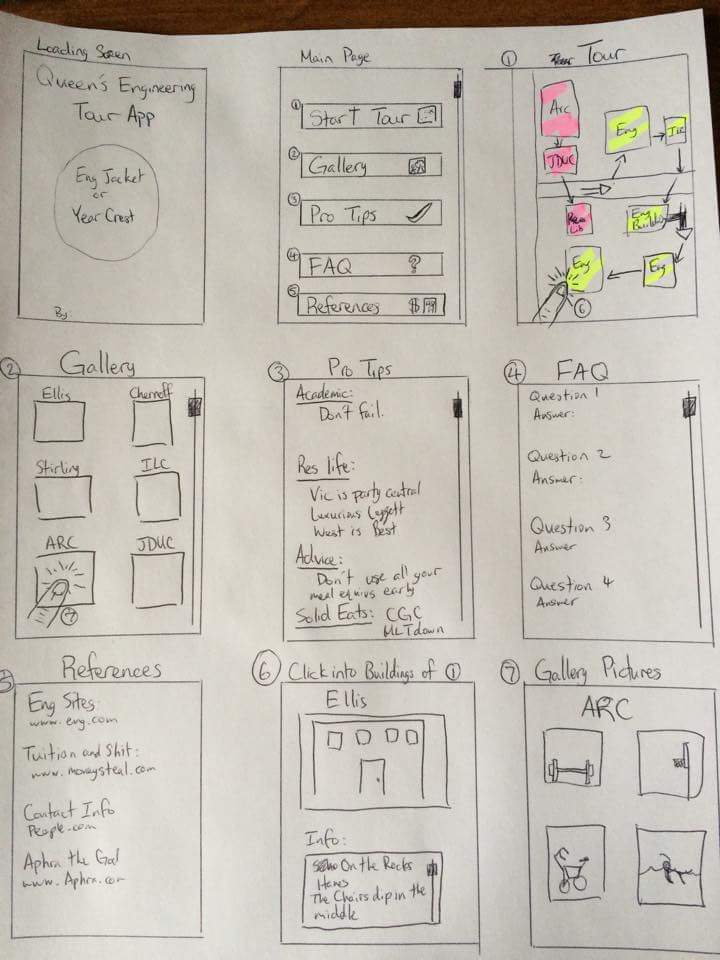 Loading Screen
Queen's Engineering
Tour App
Eng Jacket
or
Year Crest
By:
Main Page
① Start Tour
② Gallery
③ Pro Tips
④ FAQ ?
⑤ References $
① Tour
Arc
JDUC
Lib
Eng
ILC
Eng
Eng
Eng
⑥
② Gallery
Ellis Chernoff
Stirling ILC
ARC JDUC
⑦
③ Pro Tips
Academic:
Don't fail.
Res life:
Vic is party central
Luxurious Leggett
West is Best
Advice:
Don't use all your
meal equivs early
Solid Eats: CGC
MLTdown
④ FAQ
Question 1
Answer:
Question 2
Answer:
Question 3
Answer
Question 4
Answer
5 References
Eng Sites:
www.eng.com
Tuition and Shit:
www.moneysteal.com
Contact Info
People.com
Aphra the God
www.Aphra.com
⑥ Click into Buildings of ①
Ellis
Info:
On the Rocks
The Chairs dip in the
middle
⑦ Gallery Pictures
ARC